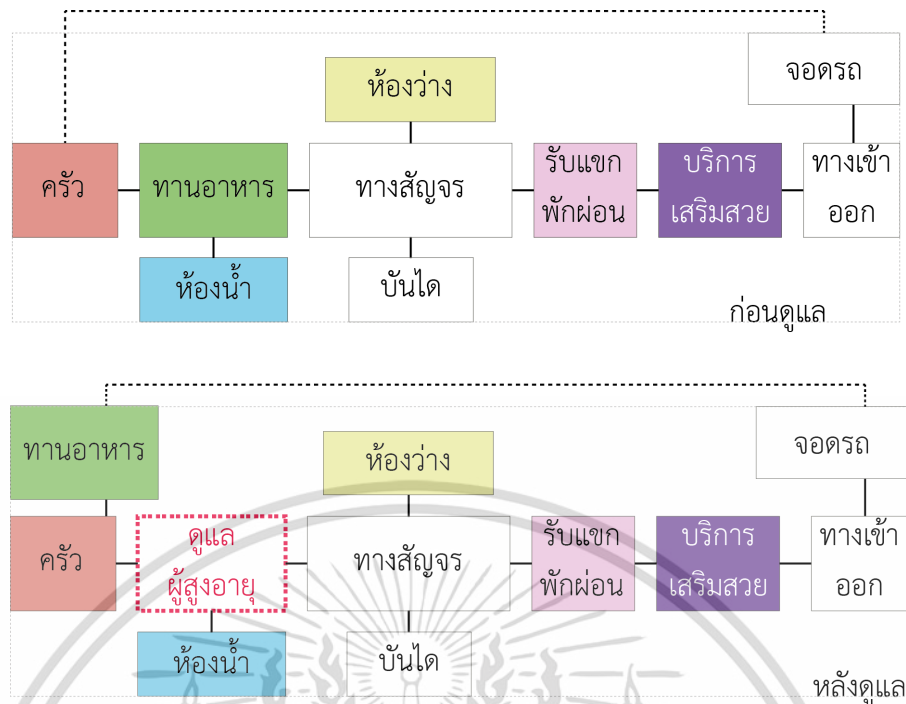 จอดรถ
ห้องว่าง
ครัว
ทานอาหาร
ทางสัญจร
รับแขก
พักผ่อน
บริการ
เสริมสวย
ทางเข้า
ออก
ห้องน้ำ
บันได
ก่อนดูแล
ทานอาหาร
จอดรถ
ห้องว่าง
ครัว
ดูแล
ผู้สูงอายุ
ทางสัญจร
รับแขก
พักผ่อน
บริการ
เสริมสวย
ทางเข้า
ออก
ห้องน้ำ
บันได
หลังดูแล